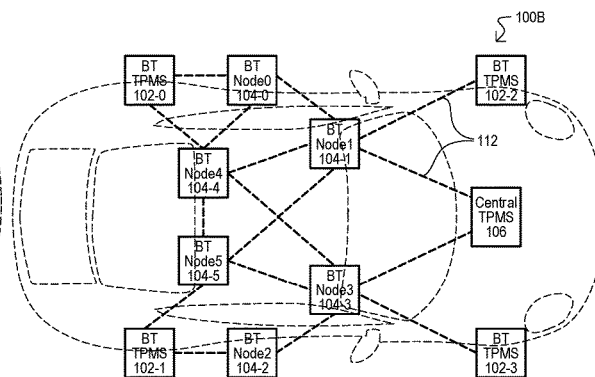 100B
BT
TPMS
102-0
BT
Node0
104-0
BT
TPMS
102-2
BT
Node1
104-1
112
BT
Node4
104-4
Central
TPMS
106
BT
Node5
104-5
BT
Node3
104-3
BT
TPMS
102-1
BT
Node2
104-2
BT
TPMS
102-3